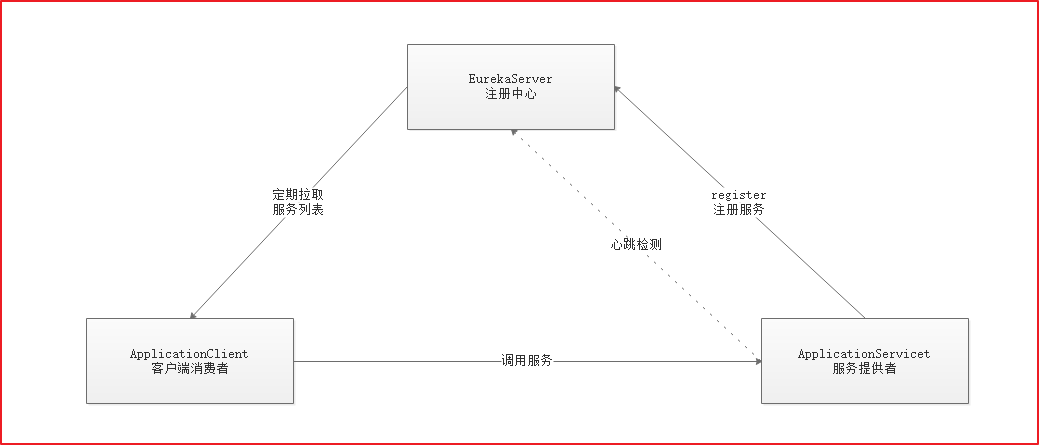 EurekaServer
注册中心
定期拉取
服务列表
register
注册服务
心跳检测
ApplicationClient
客户端消费者
调用服务
ApplicationServicet
服务提供者